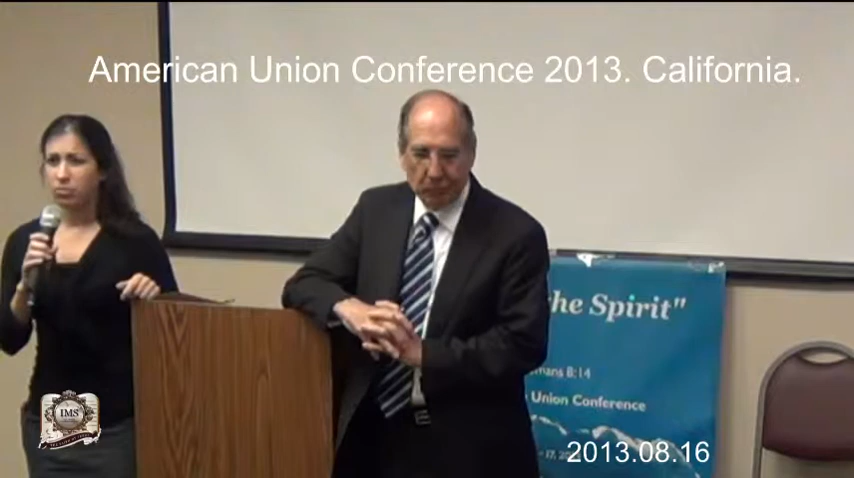 American Union Conference 2013. California.
he Spirit"
mans 8:14
Union Conference
IMS
2013.08.16